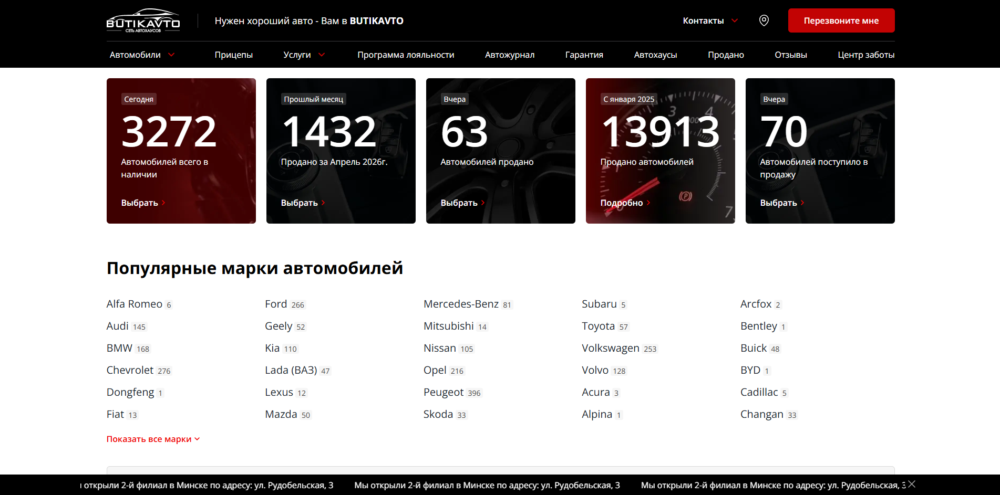 BUTIKAVTO
СЕТЬ АВТОХАУСОВ
Нужен хороший авто - Вам в BUTIKAVTO
Контакты
Перезвоните мне
Автомобили
Прицепы
Услуги
Программа лояльности
Автожурнал
Гарантия
Автохаусы
Продано
Отзывы
Центр заботы
Сегодня
3272
Автомобилей всего в
наличии
Выбрать
Прошлый месяц
1432
Продано за Апрель 2026г.
Выбрать
Вчера
63
Автомобилей продано
Выбрать
С января 2025
13913
Продано автомобилей
Подробно
Вчера
70
Автомобилей поступило в
продажу
Выбрать
Популярные марки автомобилей
Alfa Romeo 6
Audi 145
BMW 168
Chevrolet 276
Dongfeng 1
Fiat 13
Ford 266
Geely 52
Kia 110
Lada (ВАЗ) 47
Lexus 12
Mazda 50
Mercedes-Benz 81
Mitsubishi 14
Nissan 105
Opel 216
Peugeot 396
Skoda 33
Subaru 5
Toyota 57
Volkswagen 253
Volvo 128
Acura 3
Alpina 1
Arcfox 2
Bentley 1
Buick 48
BYD 1
Cadillac 5
Changan 33
Показать все марки
открыли 2-й филиал в Минске по адресу: ул. Рудобельская, 3
Мы открыли 2-й филиал в Минске по адресу: ул. Рудобельская, 3
Мы открыли 2-й филиал в Минске по адресу: ул. Рудобельская, 3